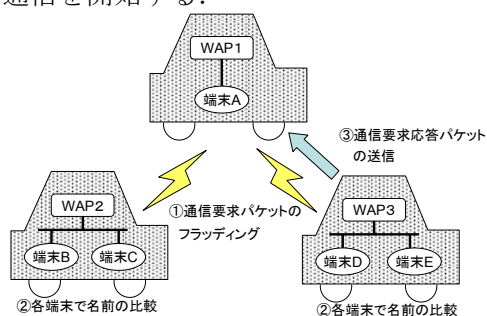 通信を開始する.
WAP1
端末A
③通信要求応答パケット
の送信
①通信要求パケットの
フラッディング
WAP2
端末B
端末C
②各端末で名前の比較
WAP3
端末D
端末E
②各端末で名前の比較